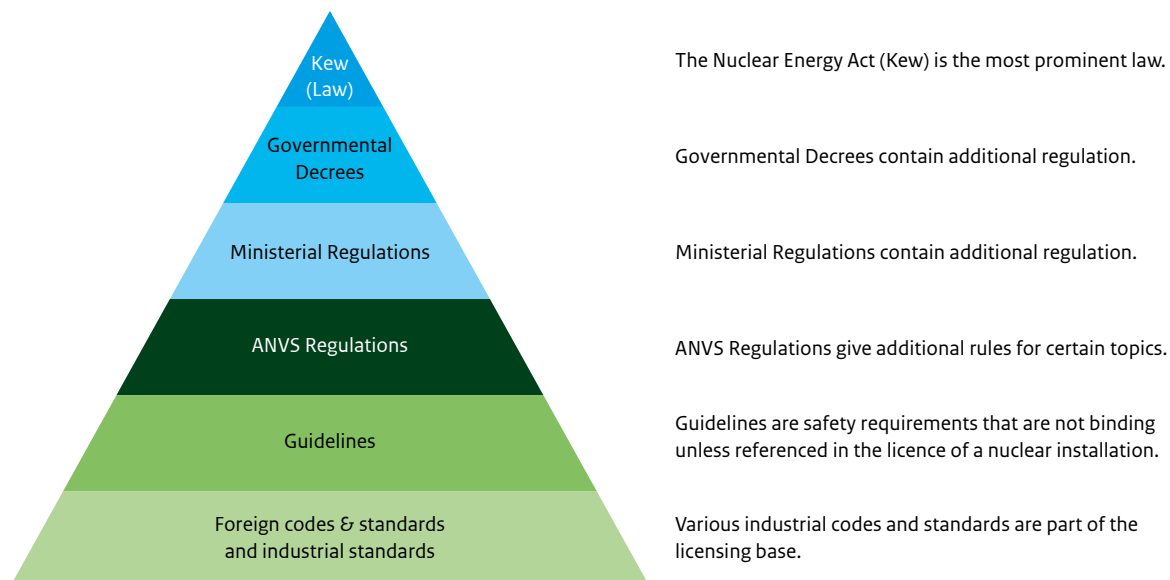 Kew
(Law)
The Nuclear Energy Act (Kew) is the most prominent law.
Governmental
Decrees
Governmental Decrees contain additional regulation.
Ministerial Regulations
Ministerial Regulations contain additional regulation.
ANVS Regulations
ANVS Regulations give additional rules for certain topics.
Guidelines
Guidelines are safety requirements that are not binding
unless referenced in the licence of a nuclear installation.
Foreign codes & standards
and industrial standards
Various industrial codes and standards are part of the
licensing base.